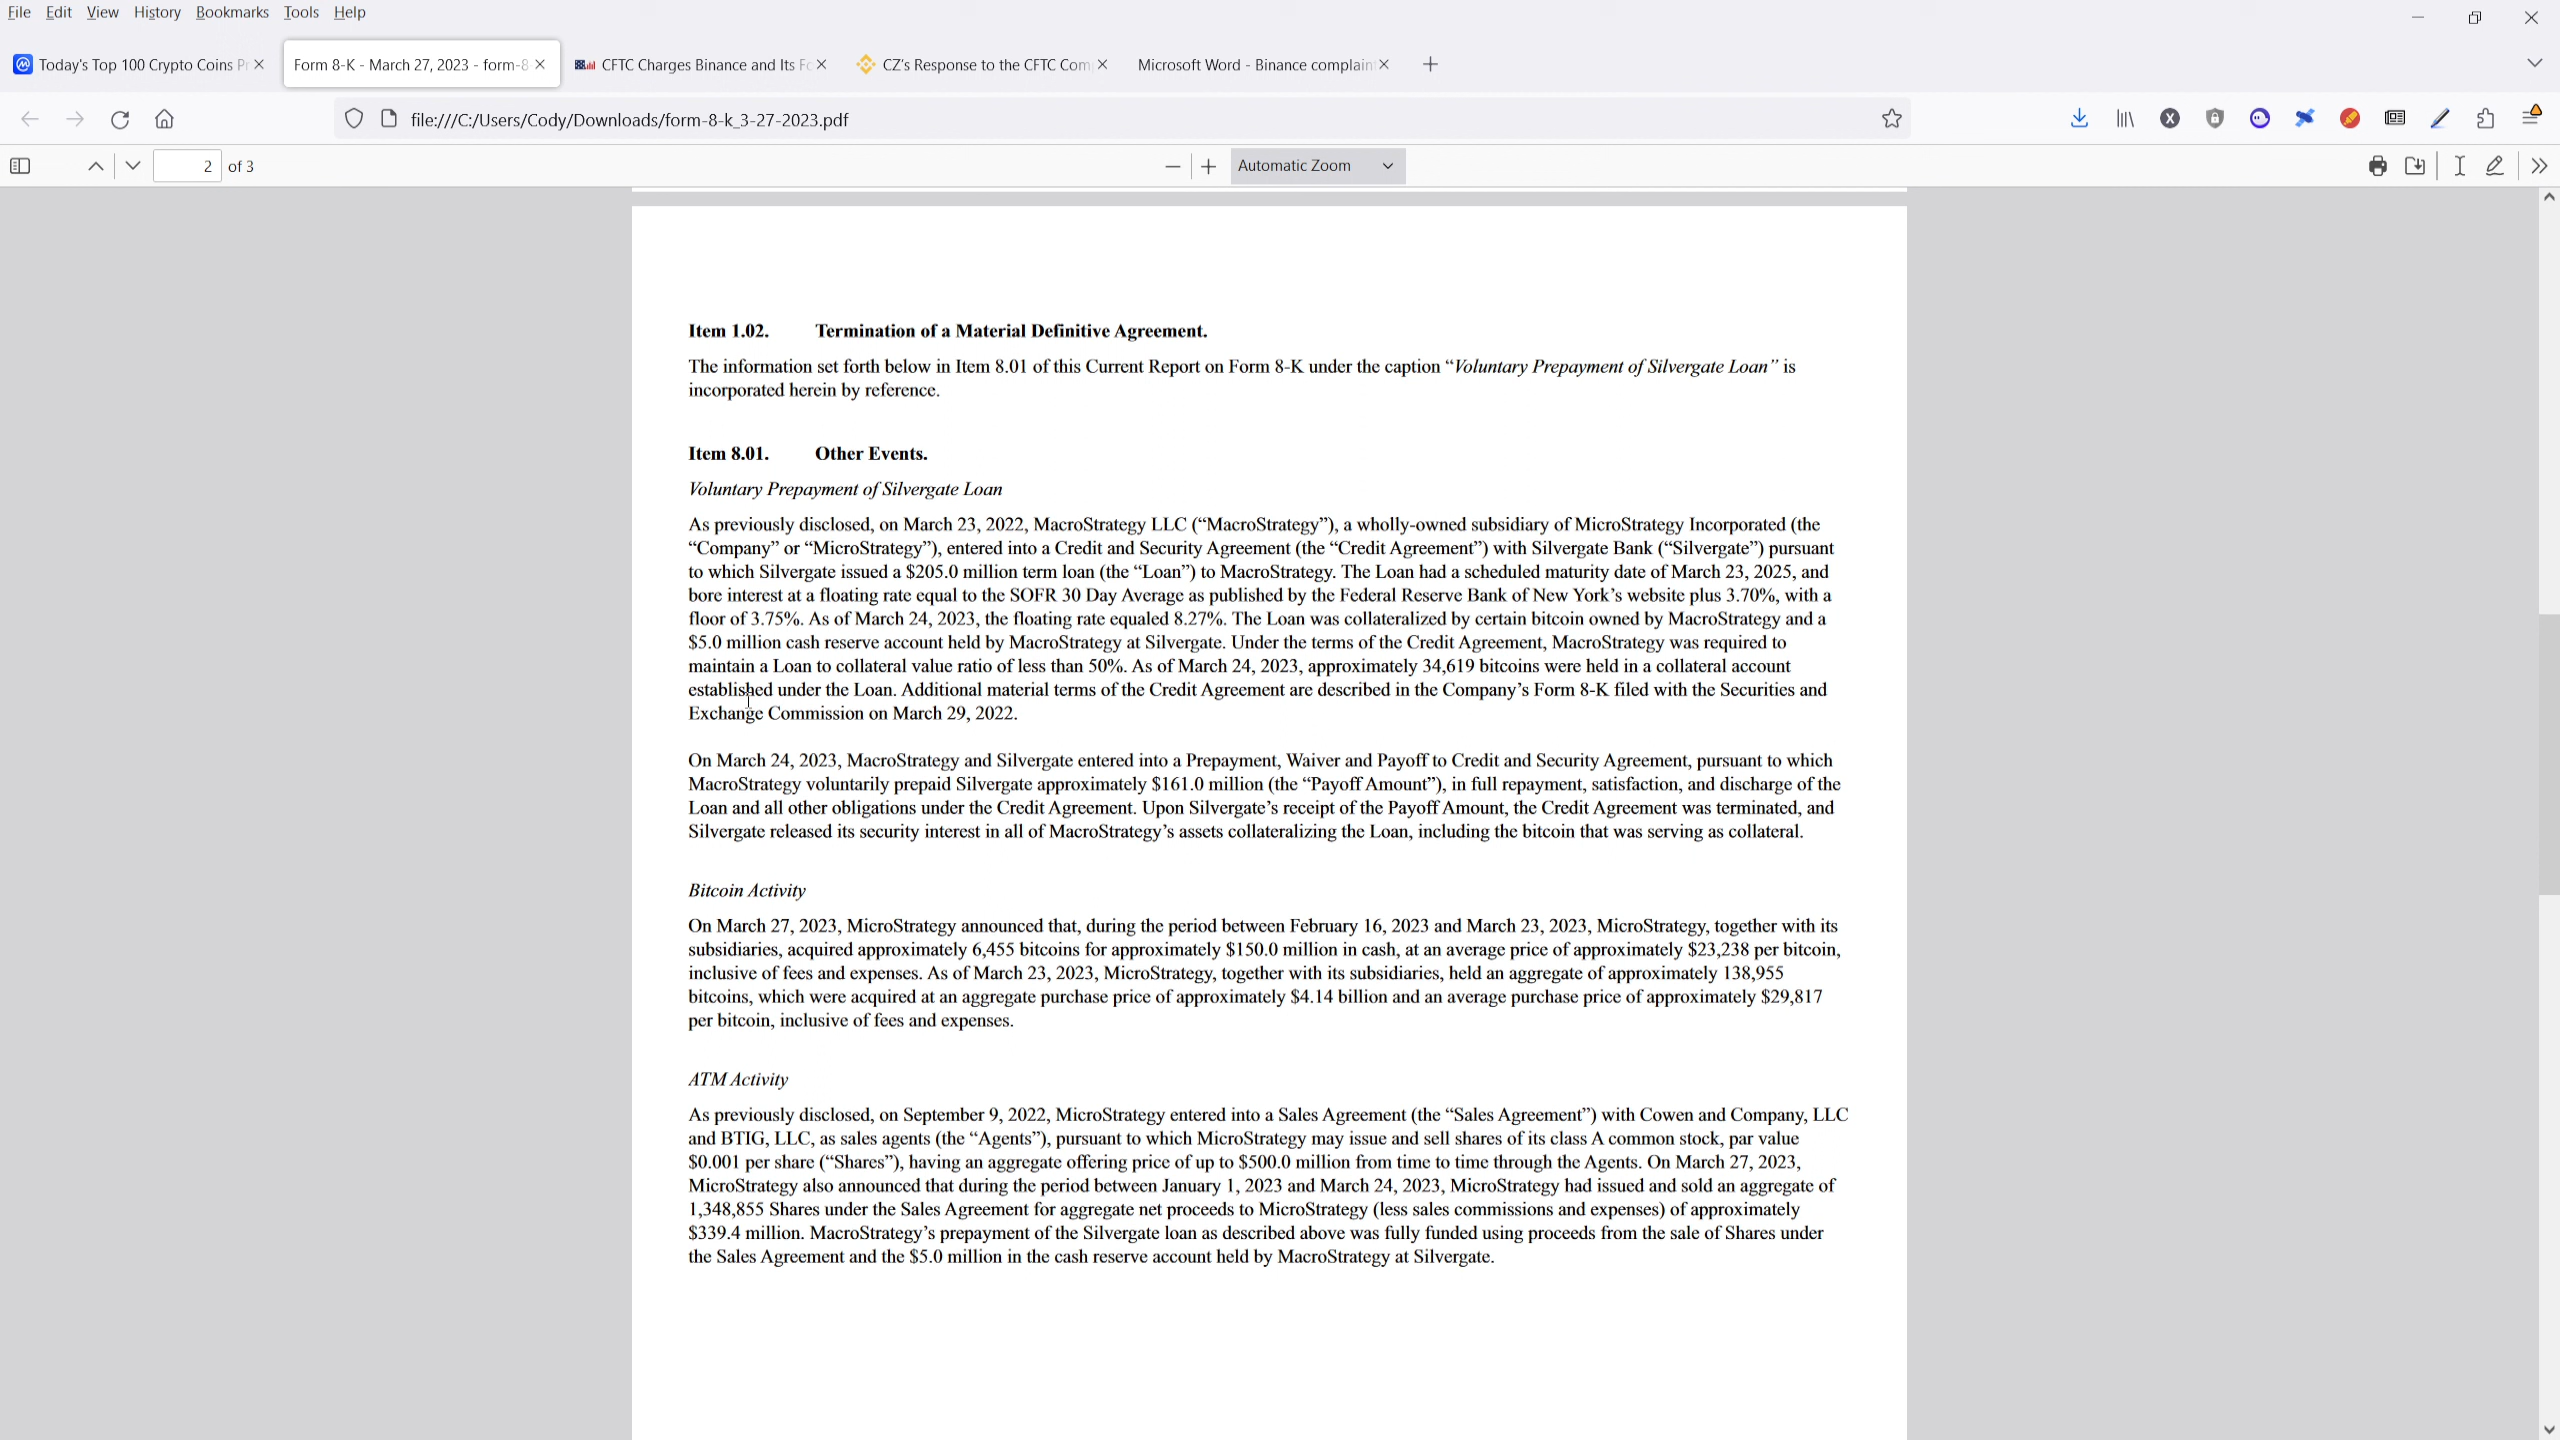 File Edit View History Bookmarks Tools Help
Today's Top 100 Crypto Coins Pr
Form 8-K - March 27, 2023 - form-8
CFTC Charges Binance and Its Fo
CZ's Response to the CFTC Com
Microsoft Word - Binance complain
file:///C:/Users/Cody/Downloads/form-8-k_3-27-2023.pdf
2 of 3
Automatic Zoom
Item 1.02. Termination of a Material Definitive Agreement.
The information set forth below in Item 8.01 of this Current Report on Form 8-K under the caption “Voluntary Prepayment of Silvergate Loan” is
incorporated herein by reference.
Item 8.01. Other Events.
Voluntary Prepayment of Silvergate Loan
As previously disclosed, on March 23, 2022, MacroStrategy LLC (“MacroStrategy”), a wholly-owned subsidiary of MicroStrategy Incorporated (the
“Company” or “MicroStrategy”), entered into a Credit and Security Agreement (the “Credit Agreement”) with Silvergate Bank (“Silvergate”) pursuant
to which Silvergate issued a $205.0 million term loan (the “Loan”) to MacroStrategy. The Loan had a scheduled maturity date of March 23, 2025, and
bore interest at a floating rate equal to the SOFR 30 Day Average as published by the Federal Reserve Bank of New York’s website plus 3.70%, with a
floor of 3.75%. As of March 24, 2023, the floating rate equaled 8.27%. The Loan was collateralized by certain bitcoin owned by MacroStrategy and a
$5.0 million cash reserve account held by MacroStrategy at Silvergate. Under the terms of the Credit Agreement, MacroStrategy was required to
maintain a Loan to collateral value ratio of less than 50%. As of March 24, 2023, approximately 34,619 bitcoins were held in a collateral account
established under the Loan. Additional material terms of the Credit Agreement are described in the Company’s Form 8-K filed with the Securities and
Exchange Commission on March 29, 2022.
On March 24, 2023, MacroStrategy and Silvergate entered into a Prepayment, Waiver and Payoff to Credit and Security Agreement, pursuant to which
MacroStrategy voluntarily prepaid Silvergate approximately $161.0 million (the “Payoff Amount”), in full repayment, satisfaction, and discharge of the
Loan and all other obligations under the Credit Agreement. Upon Silvergate’s receipt of the Payoff Amount, the Credit Agreement was terminated, and
Silvergate released its security interest in all of MacroStrategy’s assets collateralizing the Loan, including the bitcoin that was serving as collateral.
Bitcoin Activity
On March 27, 2023, MicroStrategy announced that, during the period between February 16, 2023 and March 23, 2023, MicroStrategy, together with its
subsidiaries, acquired approximately 6,455 bitcoins for approximately $150.0 million in cash, at an average price of approximately $23,238 per bitcoin,
inclusive of fees and expenses. As of March 23, 2023, MicroStrategy, together with its subsidiaries, held an aggregate of approximately 138,955
bitcoins, which were acquired at an aggregate purchase price of approximately $4.14 billion and an average purchase price of approximately $29,817
per bitcoin, inclusive of fees and expenses.
ATM Activity
As previously disclosed, on September 9, 2022, MicroStrategy entered into a Sales Agreement (the “Sales Agreement”) with Cowen and Company, LLC
and BTIG, LLC, as sales agents (the “Agents”), pursuant to which MicroStrategy may issue and sell shares of its class A common stock, par value
$0.001 per share (“Shares”), having an aggregate offering price of up to $500.0 million from time to time through the Agents. On March 27, 2023,
MicroStrategy also announced that during the period between January 1, 2023 and March 24, 2023, MicroStrategy had issued and sold an aggregate of
1,348,855 Shares under the Sales Agreement for aggregate net proceeds to MicroStrategy (less sales commissions and expenses) of approximately
$339.4 million. MacroStrategy’s prepayment of the Silvergate loan as described above was fully funded using proceeds from the sale of Shares under
the Sales Agreement and the $5.0 million in the cash reserve account held by MacroStrategy at Silvergate.